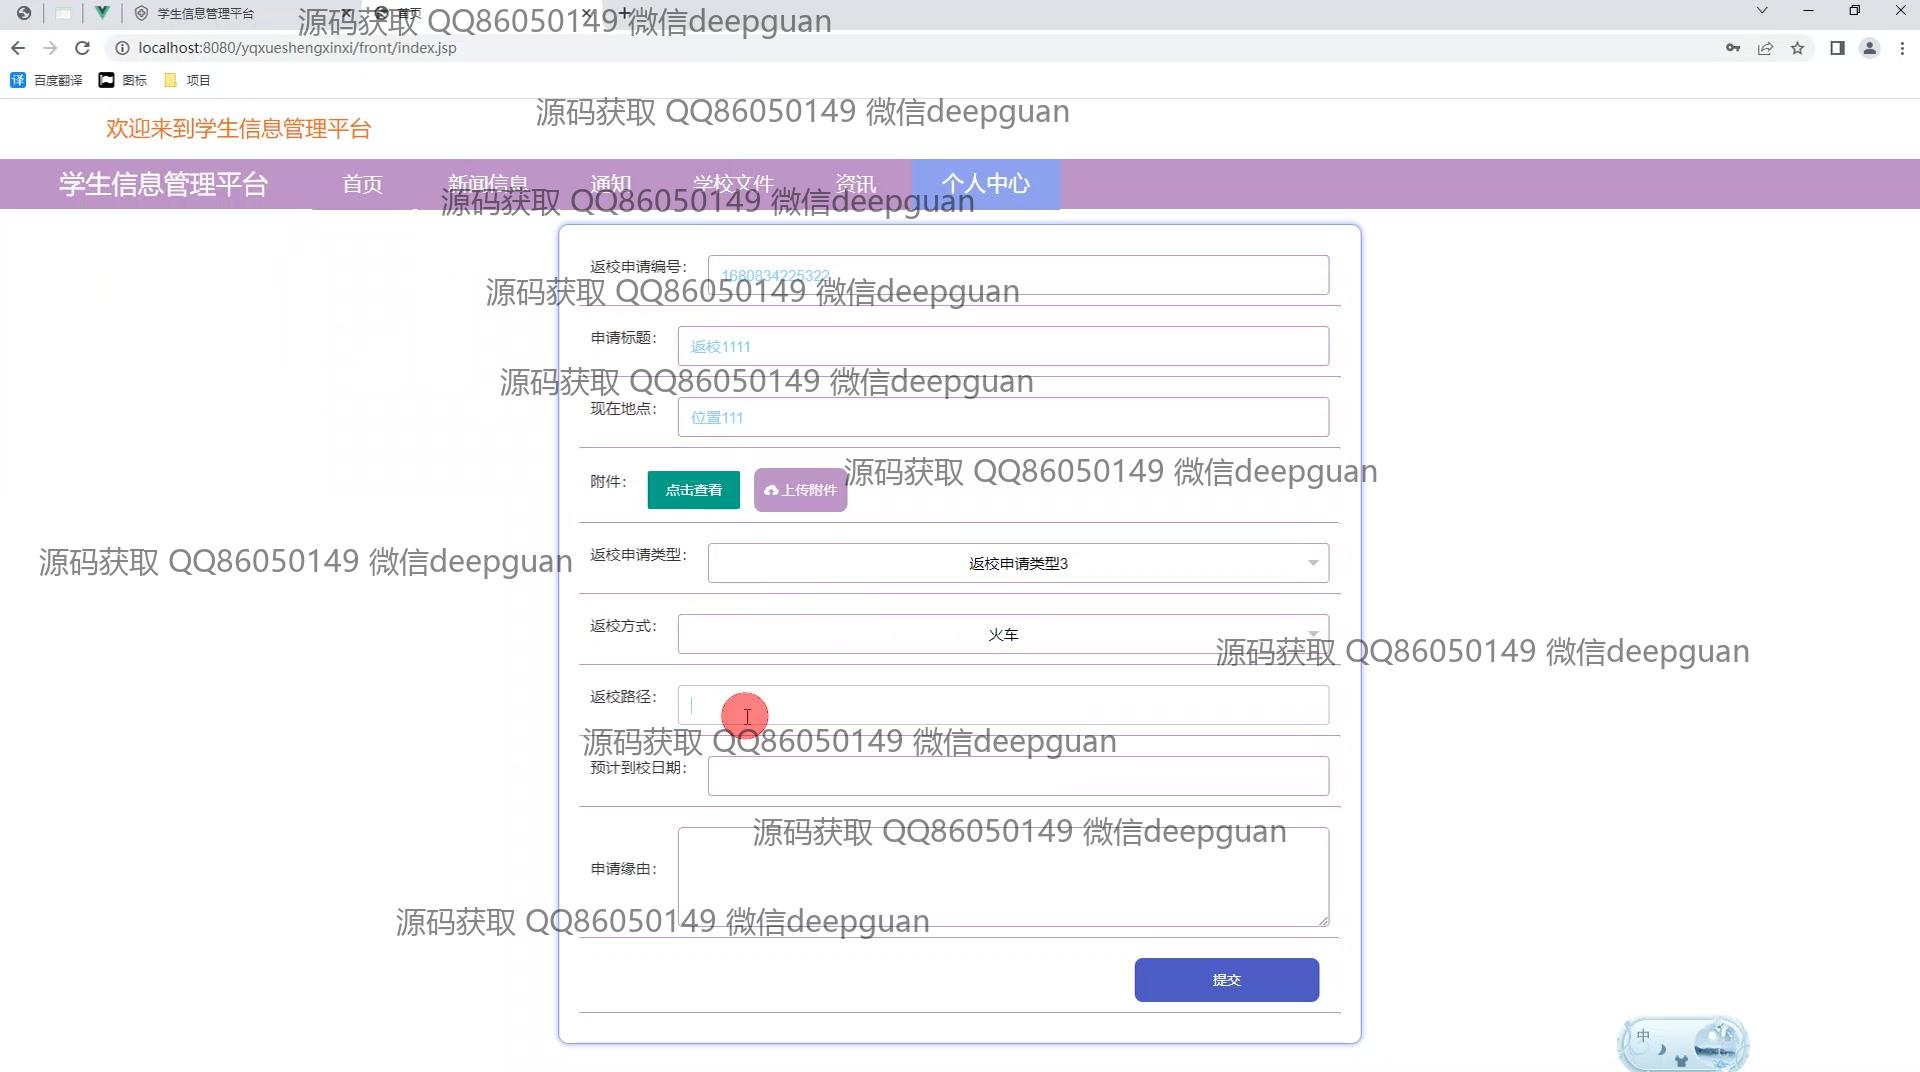 学生信息管理平台
首页
源码获取 QQ86050149 微信deepguan
localhost:8080/yqxueshengxinxi/front/index.jsp
译 百度翻译 图标 项目
源码获取 QQ86050149 微信deepguan
欢迎来到学生信息管理平台
学生信息管理平台 首页 新闻信息 通知 学校文件 资讯 个人中心
源码获取 QQ86050149 微信deepguan
返校申请编号： 1680834225322
源码获取 QQ86050149 微信deepguan
申请标题： 返校1111
源码获取 QQ86050149 微信deepguan
现在地点： 位置111
源码获取 QQ86050149 微信deepguan
附件： 点击查看 上传附件
源码获取 QQ86050149 微信deepguan
返校申请类型： 返校申请类型3
返校方式： 火车
源码获取 QQ86050149 微信deepguan
返校路径：
源码获取 QQ86050149 微信deepguan
预计到校日期：
源码获取 QQ86050149 微信deepguan
申请缘由：
源码获取 QQ86050149 微信deepguan
提交
中